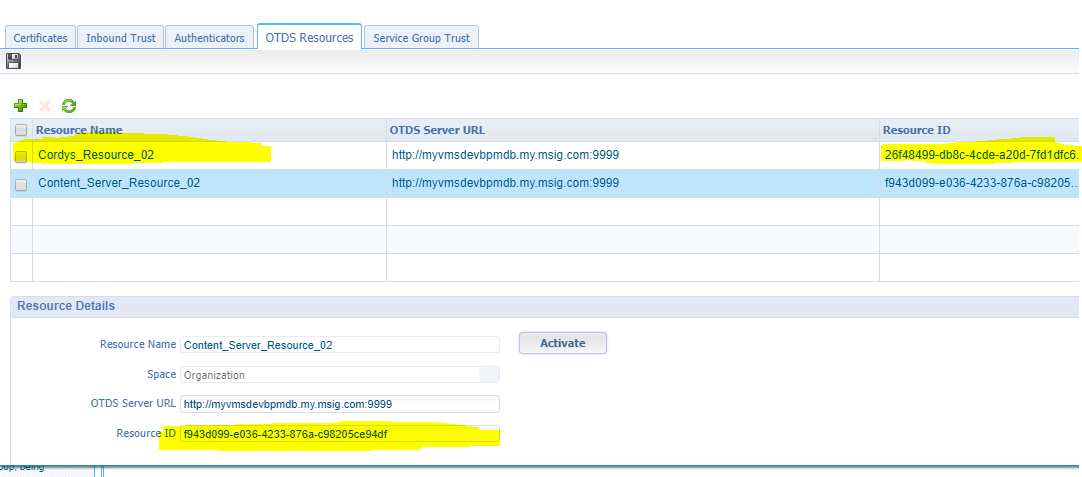 Certificates Inbound Trust Authenticators OTDS Resources Service Group Trust
Resource Name OTDS Server URL Resource ID
Cordys_Resource_02 http://myvmsdevbpmdb.my.msig.com:9999 26f48499-db8c-4cde-a20d-7fd1dfc6...
Content_Server_Resource_02 http://myvmsdevbpmdb.my.msig.com:9999 f943d099-e036-4233-876a-c98205...
Resource Details
Resource Name Content_Server_Resource_02 Activate
Space Organization
OTDS Server URL http://myvmsdevbpmdb.my.msig.com:9999
Resource ID f943d099-e036-4233-876a-c98205ce94df
being